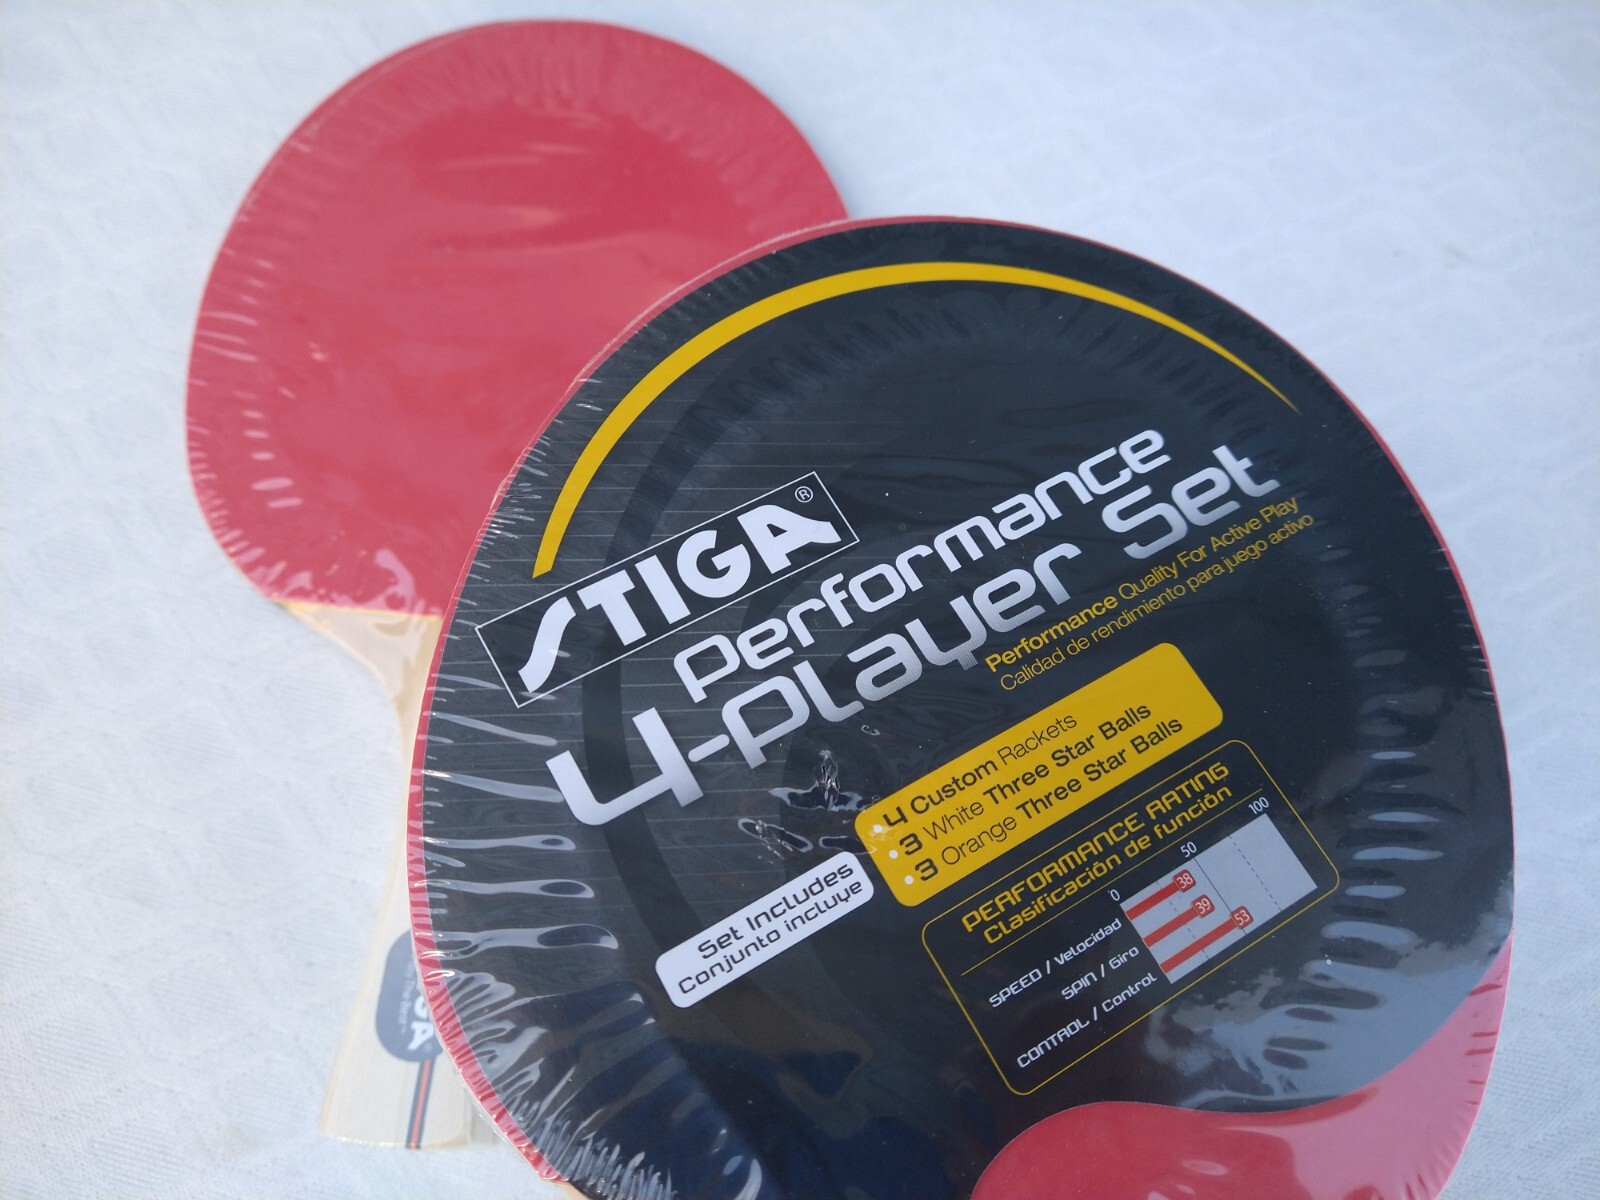 STIGA®
Performance
4-Player Set
Performance Quality For Active Play
Calidad de rendimiento para juego activo
Set Includes
Conjunto incluye
• 4 Custom Rackets
• 3 White Three Star Balls
• 3 Orange Three Star Balls
PERFORMANCE RATING
Clasificación de función
0 50 100
SPEED / Velocidad 38
SPIN / Giro 39
CONTROL / Control 53